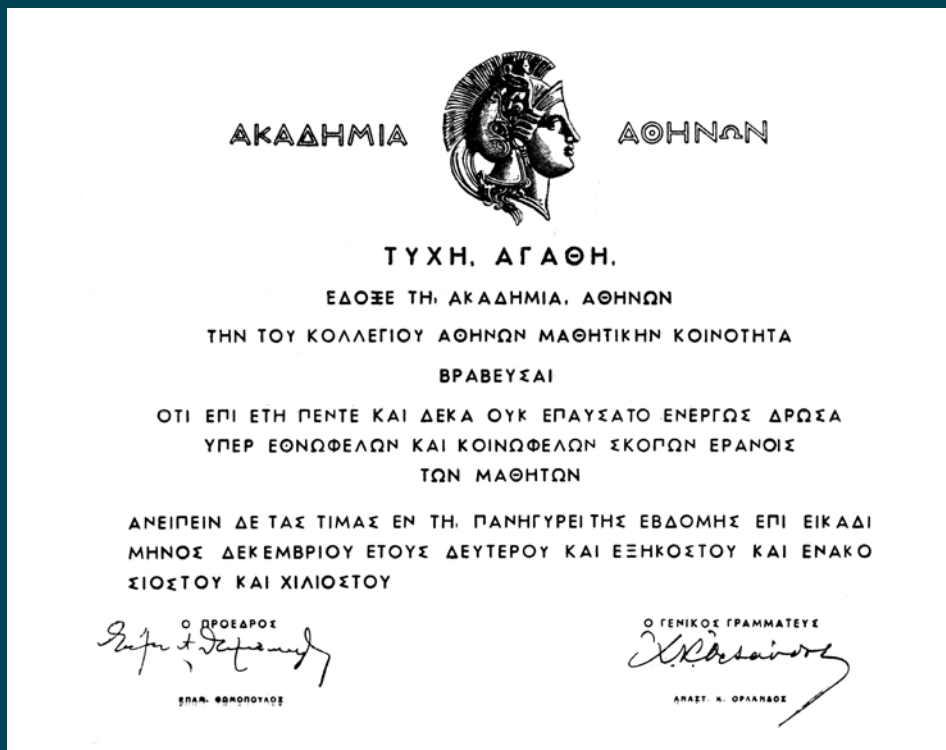 ΑΚΑΔΗΜΙΑ ΑΘΗΝΩΝ
ΤΥΧΗ, ΑΓΑΘΗ,
ΕΔΟΞΕ ΤΗ, ΑΚΑΔΗΜΙΑ, ΑΘΗΝΩΝ
ΤΗΝ ΤΟΥ ΚΟΛΛΕΓΙΟΥ ΑΘΗΝΩΝ ΜΑΘΗΤΙΚΗΝ ΚΟΙΝΟΤΗΤΑ
ΒΡΑΒΕΥΣΑΙ
ΟΤΙ ΕΠΙ ΕΤΗ ΠΕΝΤΕ ΚΑΙ ΔΕΚΑ ΟΥΚ ΕΠΑΥΣΑΤΟ ΕΝΕΡΓΩΣ ΔΡΩΣΑ
ΥΠΕΡ ΕΘΝΩΦΕΛΩΝ ΚΑΙ ΚΟΙΝΩΦΕΛΩΝ ΣΚΟΠΩΝ ΕΡΑΝΟΙΣ
ΤΩΝ ΜΑΘΗΤΩΝ
ΑΝΕΙΠΕΙΝ ΔΕ ΤΑΣ ΤΙΜΑΣ ΕΝ ΤΗ, ΠΑΝΗΓΥΡΕΙ ΤΗΣ ΕΒΔΟΜΗΣ ΕΠΙ ΕΙΚΑΔΙ
ΜΗΝΟΣ ΔΕΚΕΜΒΡΙΟΥ ΕΤΟΥΣ ΔΕΥΤΕΡΟΥ ΚΑΙ ΕΞΗΚΟΣΤΟΥ ΚΑΙ ΕΝΑΚΟ
ΣΙΟΣΤΟΥ ΚΑΙ ΧΙΛΙΟΣΤΟΥ
Ο ΠΡΟΕΔΡΟΣ
ΕΠΑΜ. ΘΩΜΟΠΟΥΛΟΣ
Ο ΓΕΝΙΚΟΣ ΓΡΑΜΜΑΤΕΥΣ
ΑΝΑΣΤ. Κ. ΟΡΛΑΝΔΟΣ